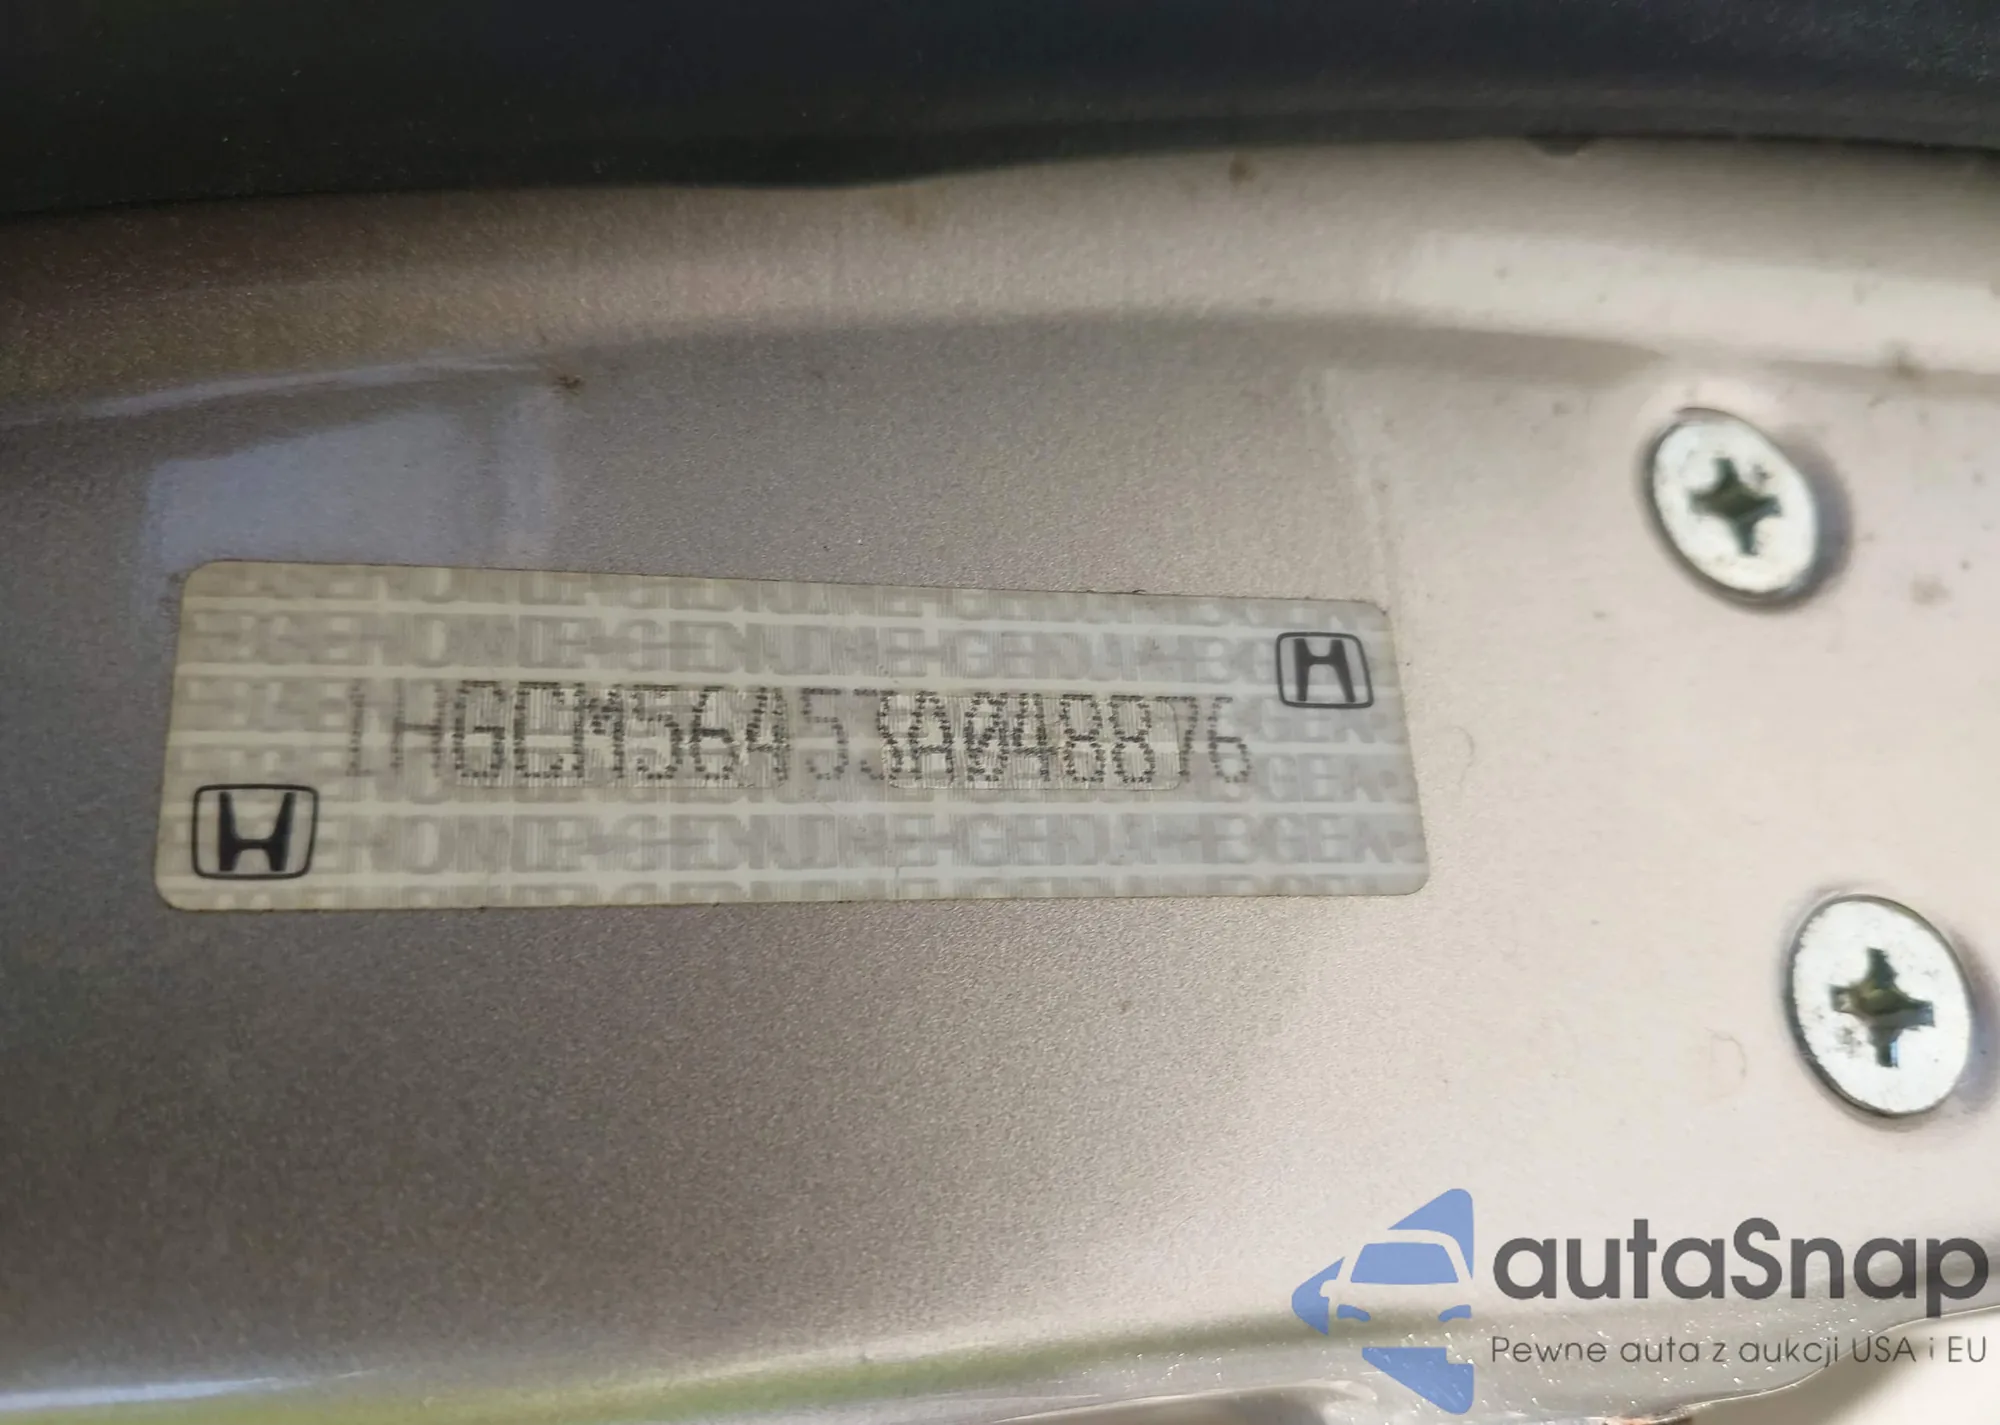 1HGCM56453A048876
autaSnap
Pewne auta z aukcji USA i EU